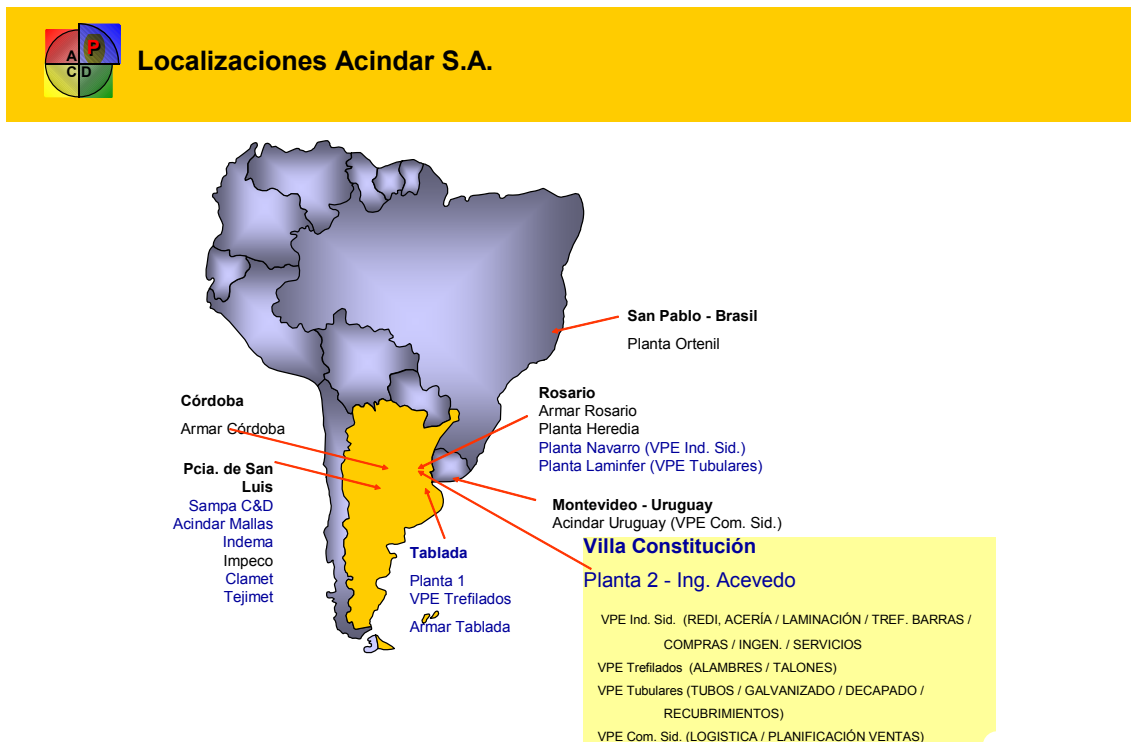 A P
C D
Localizaciones Acindar S.A.
San Pablo - Brasil
Planta Ortenil
Córdoba
Armar Córdoba
Rosario
Armar Rosario
Planta Heredia
Planta Navarro (VPE Ind. Sid.)
Planta Laminfer (VPE Tubulares)
Pcia. de San
Luis
Sampa C&D
Acindar Mallas
Indema
Impeco
Clamet
Tejimet
Montevideo - Uruguay
Acindar Uruguay (VPE Com. Sid.)
Tablada
Planta 1
VPE Trefilados
Armar Tablada
Villa Constitución
Planta 2 - Ing. Acevedo
VPE Ind. Sid. (REDI, ACERÍA / LAMINACIÓN / TREF. BARRAS /
COMPRAS / INGEN. / SERVICIOS
VPE Trefilados (ALAMBRES / TALONES)
VPE Tubulares (TUBOS / GALVANIZADO / DECAPADO /
RECUBRIMIENTOS)
VPE Com. Sid. (LOGISTICA / PLANIFICACIÓN VENTAS)